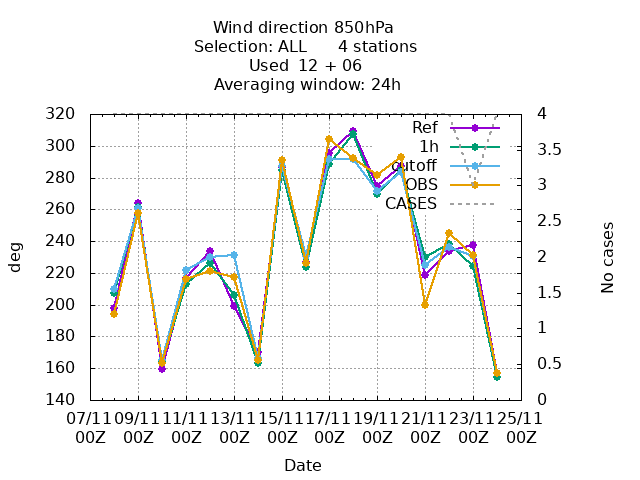 Wind direction 850hPa
Selection: ALL      4 stations
Used  12 + 06
Averaging window: 24h
320
300
280
260
240
220
200
180
160
140
deg
4
3.5
3
2.5
2
1.5
1
0.5
0
No cases
Ref
1h
cutoff
OBS
CASES
07/11 09/11 11/11 13/11 15/11 17/11 19/11 21/11 23/11 25/11
00Z 00Z 00Z 00Z 00Z 00Z 00Z 00Z 00Z 00Z
Date